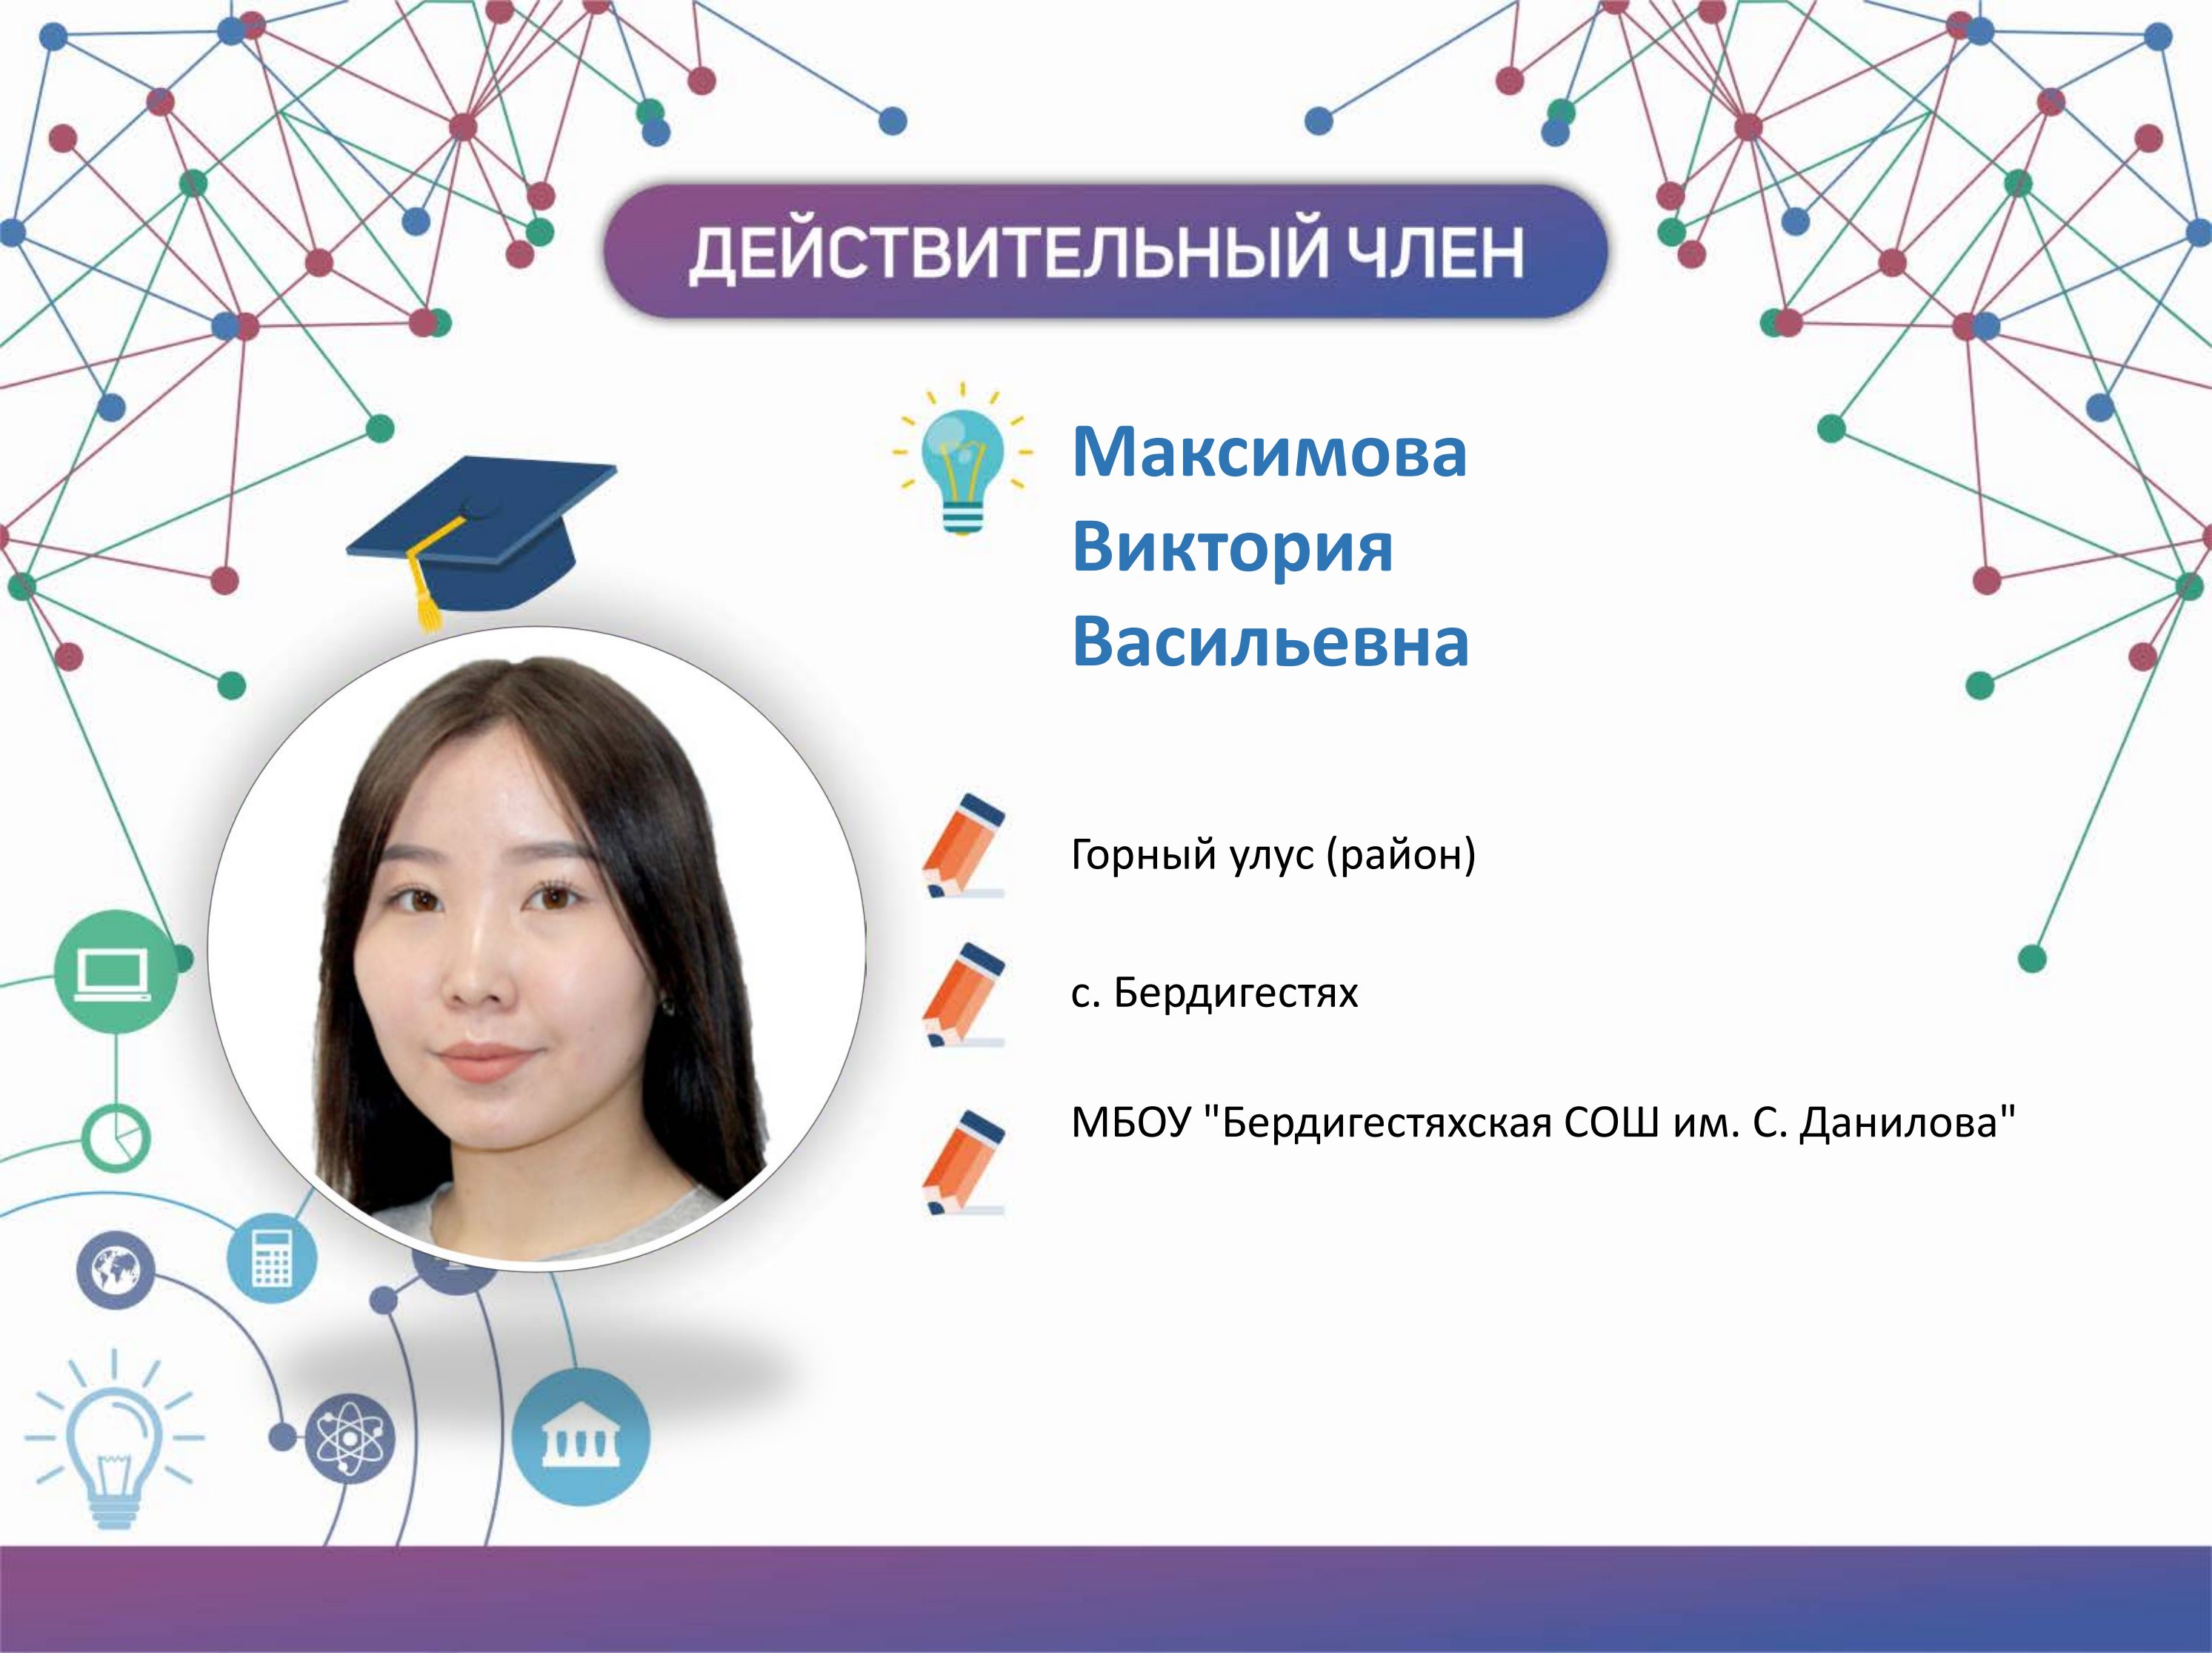 ДЕЙСТВИТЕЛЬНЫЙ ЧЛЕН
Максимова
Виктория
Васильевна
Горный улус (район)
с. Бердигестях
МБОУ "Бердигестяхская СОШ им. С. Данилова"